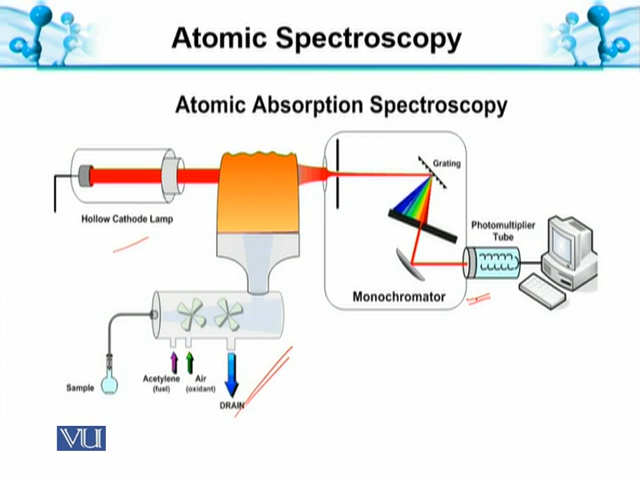 Atomic Spectroscopy
Atomic Absorption Spectroscopy
Grating
Hollow Cathode Lamp
Photomultiplier
Tube
Monochromator
Sample
Acetylene
(fuel)
Air
(oxidant)
DRAIN
VU